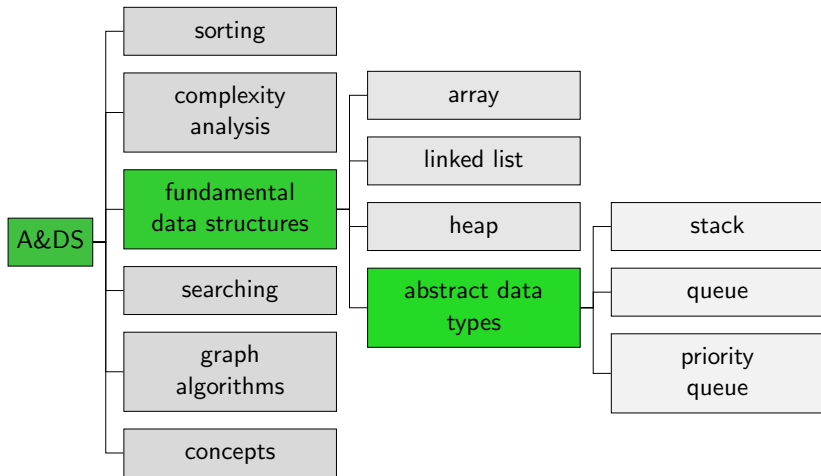 A&DS
sorting
complexity
analysis
fundamental
data structures
searching
graph
algorithms
concepts
array
linked list
heap
abstract data
types
stack
queue
priority
queue